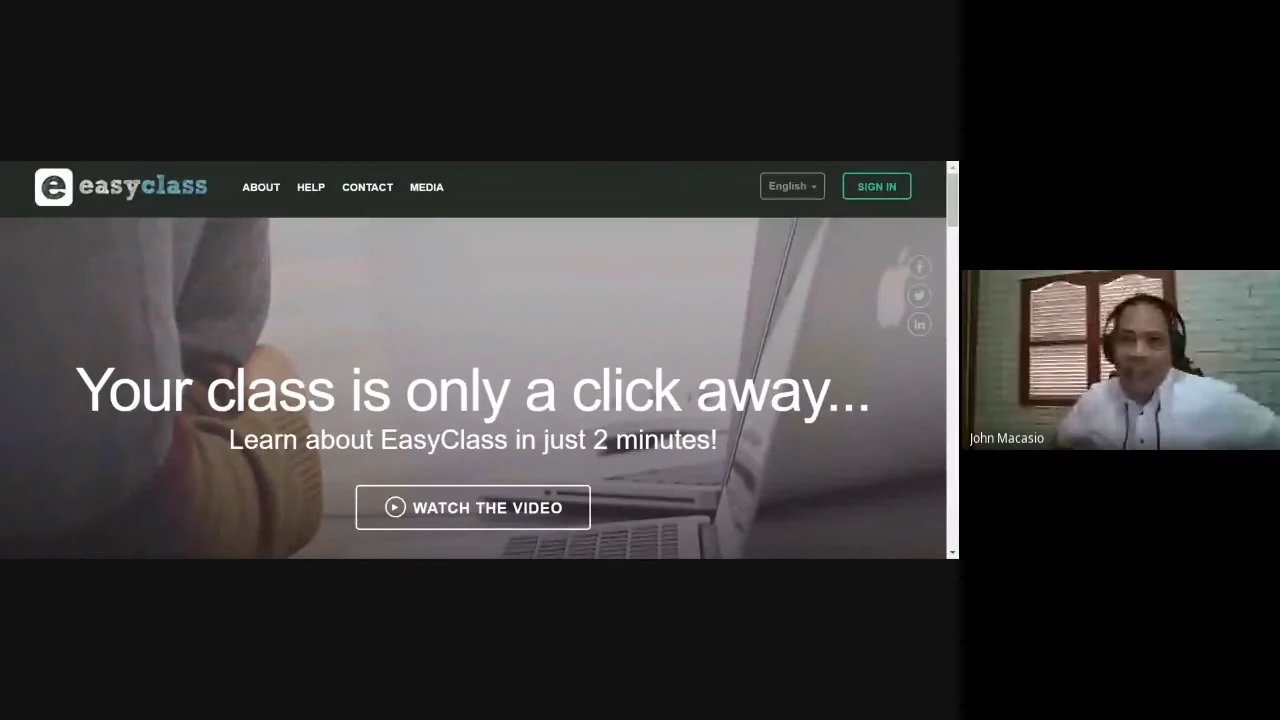 easyclass
ABOUT HELP CONTACT MEDIA
English
SIGN IN
Your class is only a click away...
Learn about EasyClass in just 2 minutes!
WATCH THE VIDEO
John Macasio